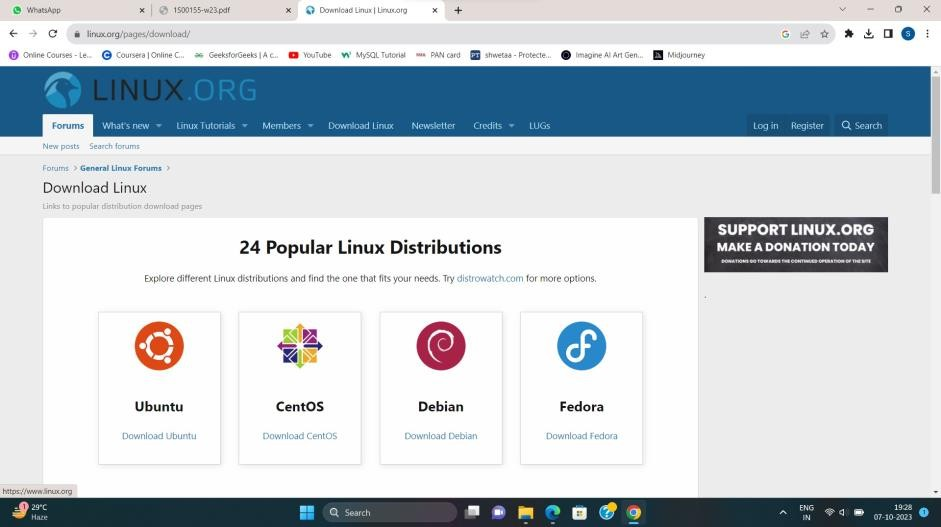 WhatsApp
1500155-w23.pdf
Download Linux | Linux.org
linux.org/pages/download/
Online Courses - Le...
Coursera | Online C...
GeeksforGeeks | A c...
YouTube
MySQL Tutorial
PAN card
shwetaa - Protecte...
Imagine AI Art Gen...
Midjourney
LINUX.ORG
Forums What's new Linux Tutorials Members Download Linux Newsletter Credits LUGs Log in Register Search
New posts Search forums
Forums > General Linux Forums >
Download Linux
Links to popular distribution download pages
24 Popular Linux Distributions
Explore different Linux distributions and find the one that fits your needs. Try distrowatch.com for more options.
SUPPORT LINUX.ORG
MAKE A DONATION TODAY
DONATIONS GO TOWARDS THE CONTINUED OPERATION OF THE SITE
Ubuntu CentOS Debian Fedora
Download Ubuntu Download CentOS Download Debian Download Fedora
https://www.linux.org
29°C
Haze
Search
ENG
IN
19:28
07-10-2023